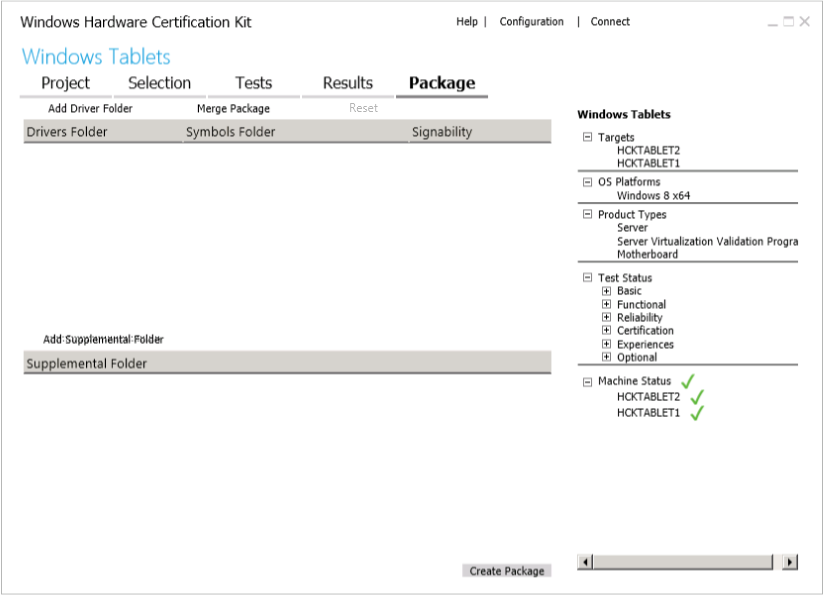 Windows Hardware Certification Kit
Help | Configuration | Connect
Windows Tablets
Project Selection Tests Results Package
Add Driver Folder Merge Package Reset
Drivers Folder Symbols Folder Signability
Add Supplemental Folder
Supplemental Folder
Create Package
Windows Tablets
Targets
HCKTABLET2
HCKTABLET1
OS Platforms
Windows 8 x64
Product Types
Server
Server Virtualization Validation Progra
Motherboard
Test Status
Basic
Functional
Reliability
Certification
Experiences
Optional
Machine Status
HCKTABLET2
HCKTABLET1